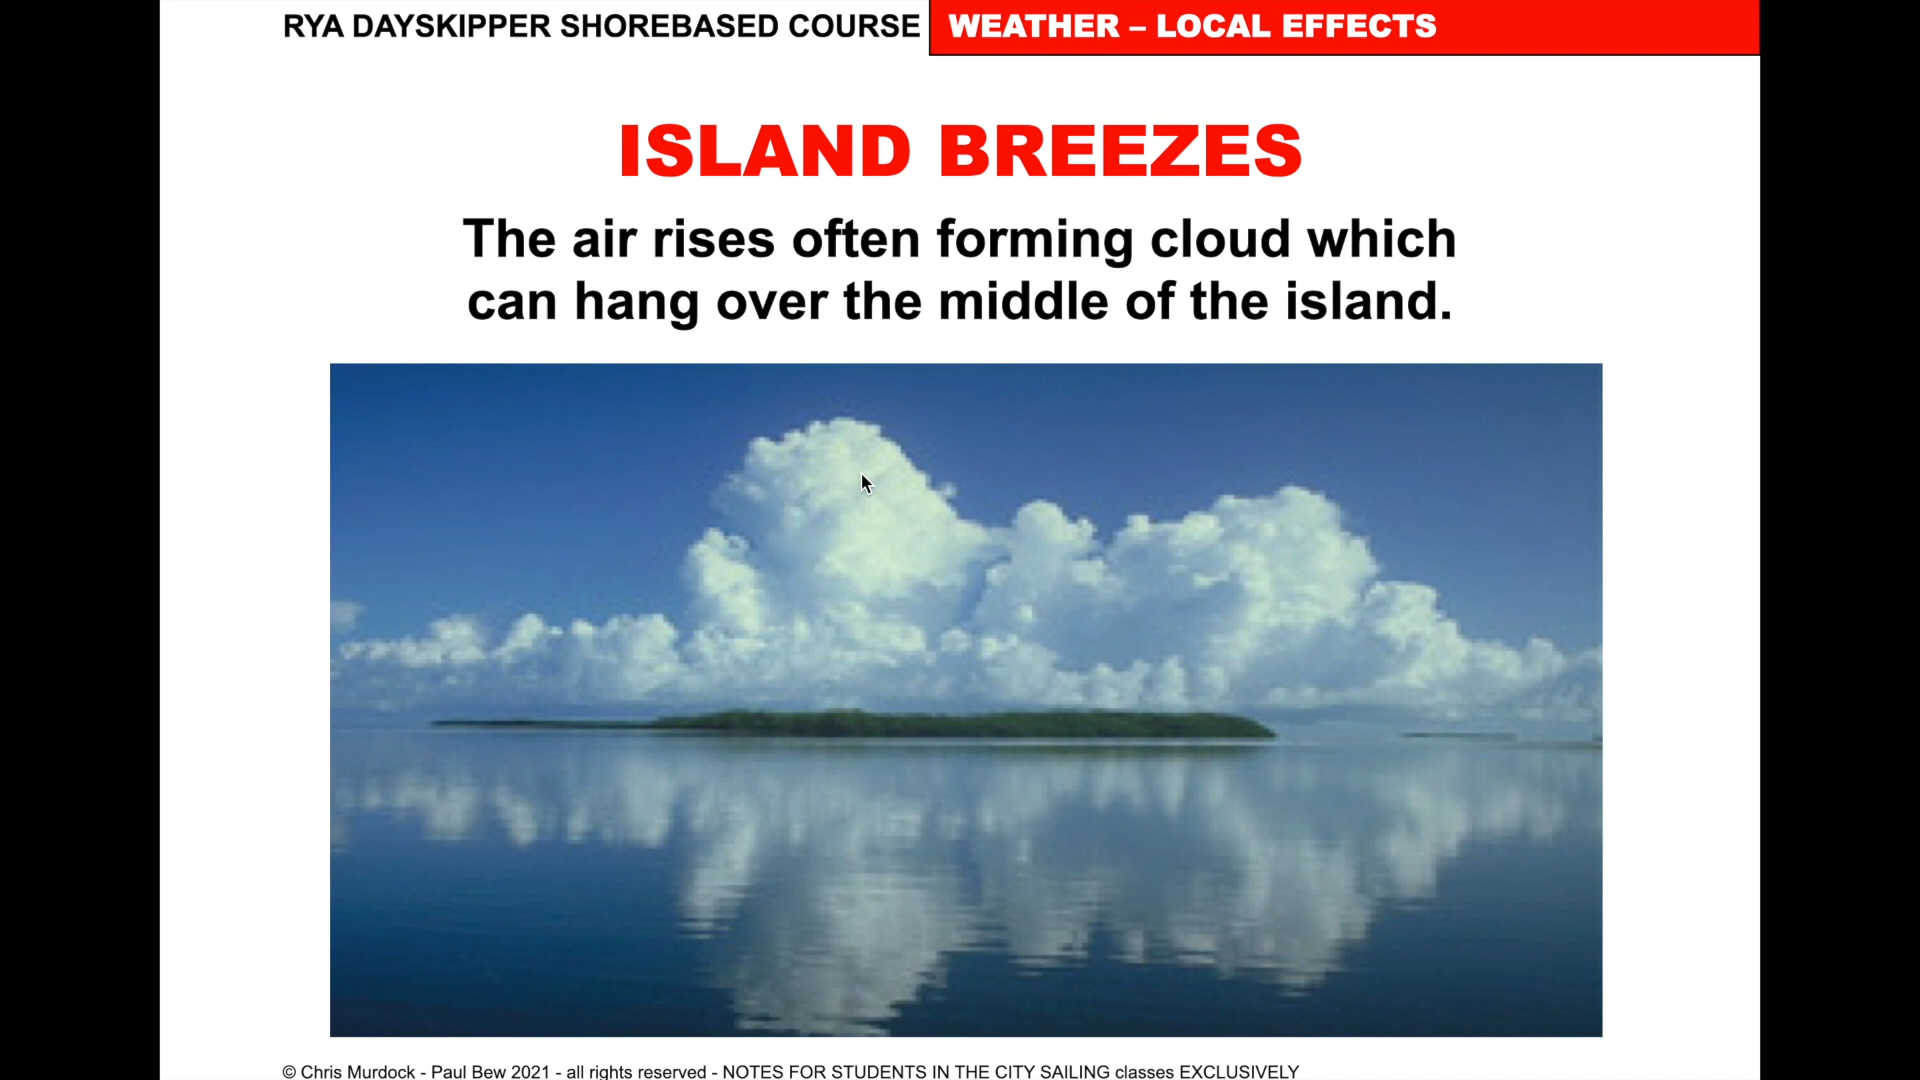 RYA DAYSKIPPER SHOREBASED COURSE
WEATHER – LOCAL EFFECTS
ISLAND BREEZES
The air rises often forming cloud which
can hang over the middle of the island.
© Chris Murdock - Paul Bew 2021 - all rights reserved - NOTES FOR STUDENTS IN THE CITY SAILING classes EXCLUSIVELY